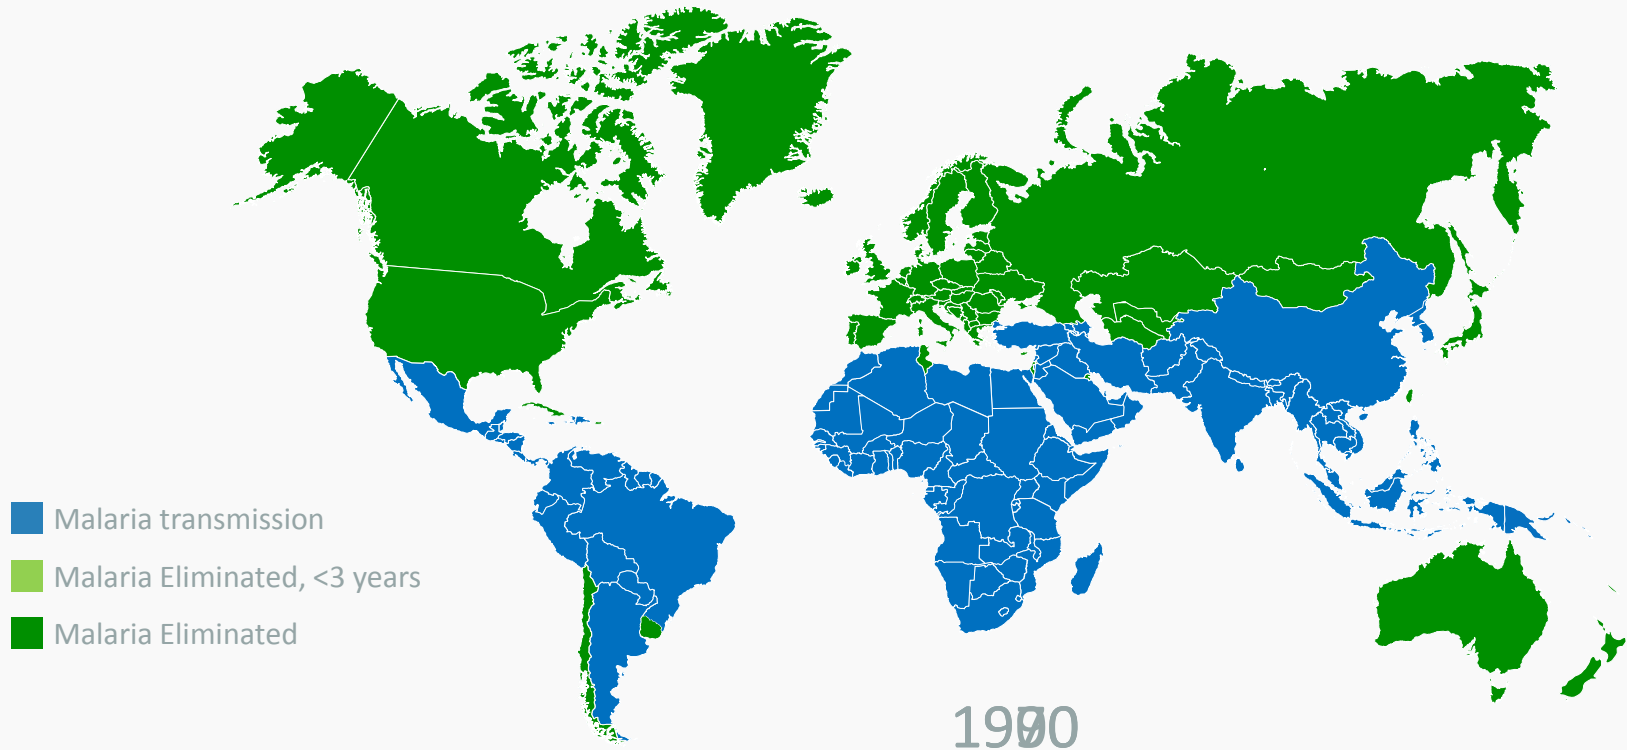 Malaria transmission
Malaria Eliminated, <3 years
Malaria Eliminated